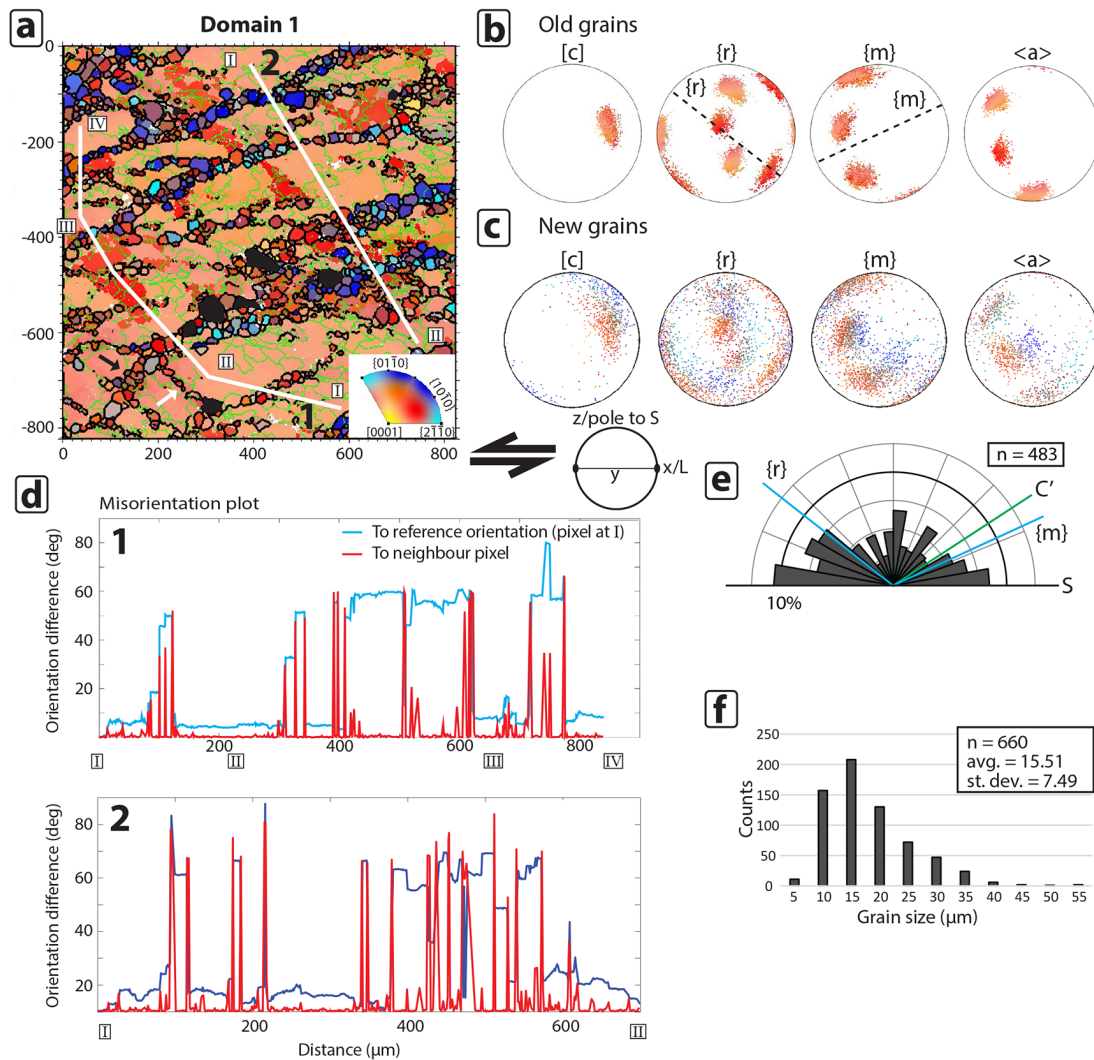 a
Domain 1
0
-200
-400
-600
-800
0 200 400 600 800
I
2
IV
III
II
II
I
1
{011̄0}
{101̄0}
[0001]
{21̄1̄0}
b
Old grains
[c] {r} {m} <a>
{r}
{m}
c
New grains
[c] {r} {m} <a>
z/pole to S
y
x/L
d
Misorientation plot
1
To reference orientation (pixel at I)
To neighbour pixel
Orientation difference (deg)
80
60
40
20
200 400 600 800
I II III IV
2
Orientation difference (deg)
80
60
40
20
200 400 600
I II
Distance (µm)
e
n = 483
{r}
C’
{m}
S
10%
f
n = 660
avg. = 15.51
st. dev. = 7.49
Counts
250
200
150
100
50
0
5 10 15 20 25 30 35 40 45 50 55
Grain size (µm)